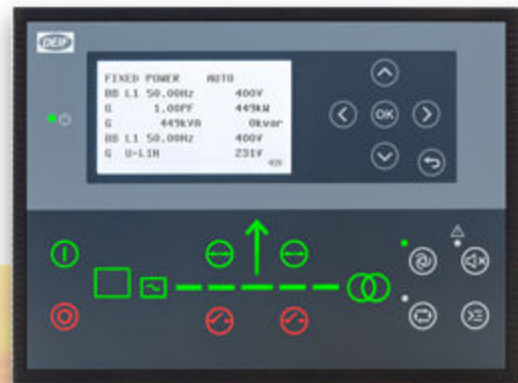 DEIF
FIXED POWER AUTO
BB L1 50.00Hz 400V
G 1.00PF 449kW
G 449kVA 0kvar
BB L1 50.00Hz 400V
G U-L1N 231V
OK